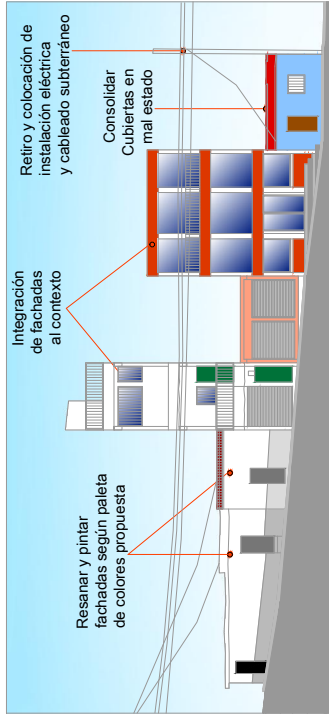 Resanar y pintar
fachadas según paleta
de colores propuesta
Integración
de fachadas
al contexto
Retiro y colocación de
instalación eléctrica
y cableado subterráneo
Consolidar
Cubiertas en
mal estado